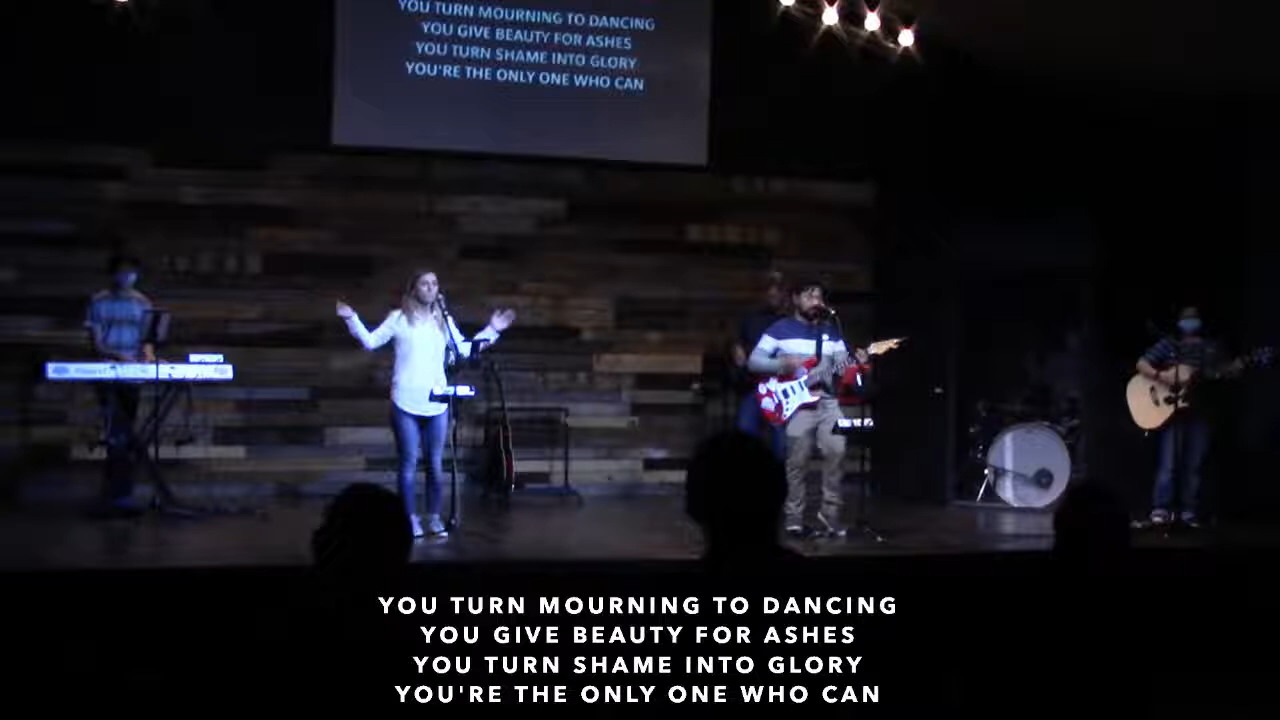 YOU TURN MOURNING TO DANCING
YOU GIVE BEAUTY FOR ASHES
YOU TURN SHAME INTO GLORY
YOU'RE THE ONLY ONE WHO CAN
YOU TURN MOURNING TO DANCING
YOU GIVE BEAUTY FOR ASHES
YOU TURN SHAME INTO GLORY
YOU'RE THE ONLY ONE WHO CAN